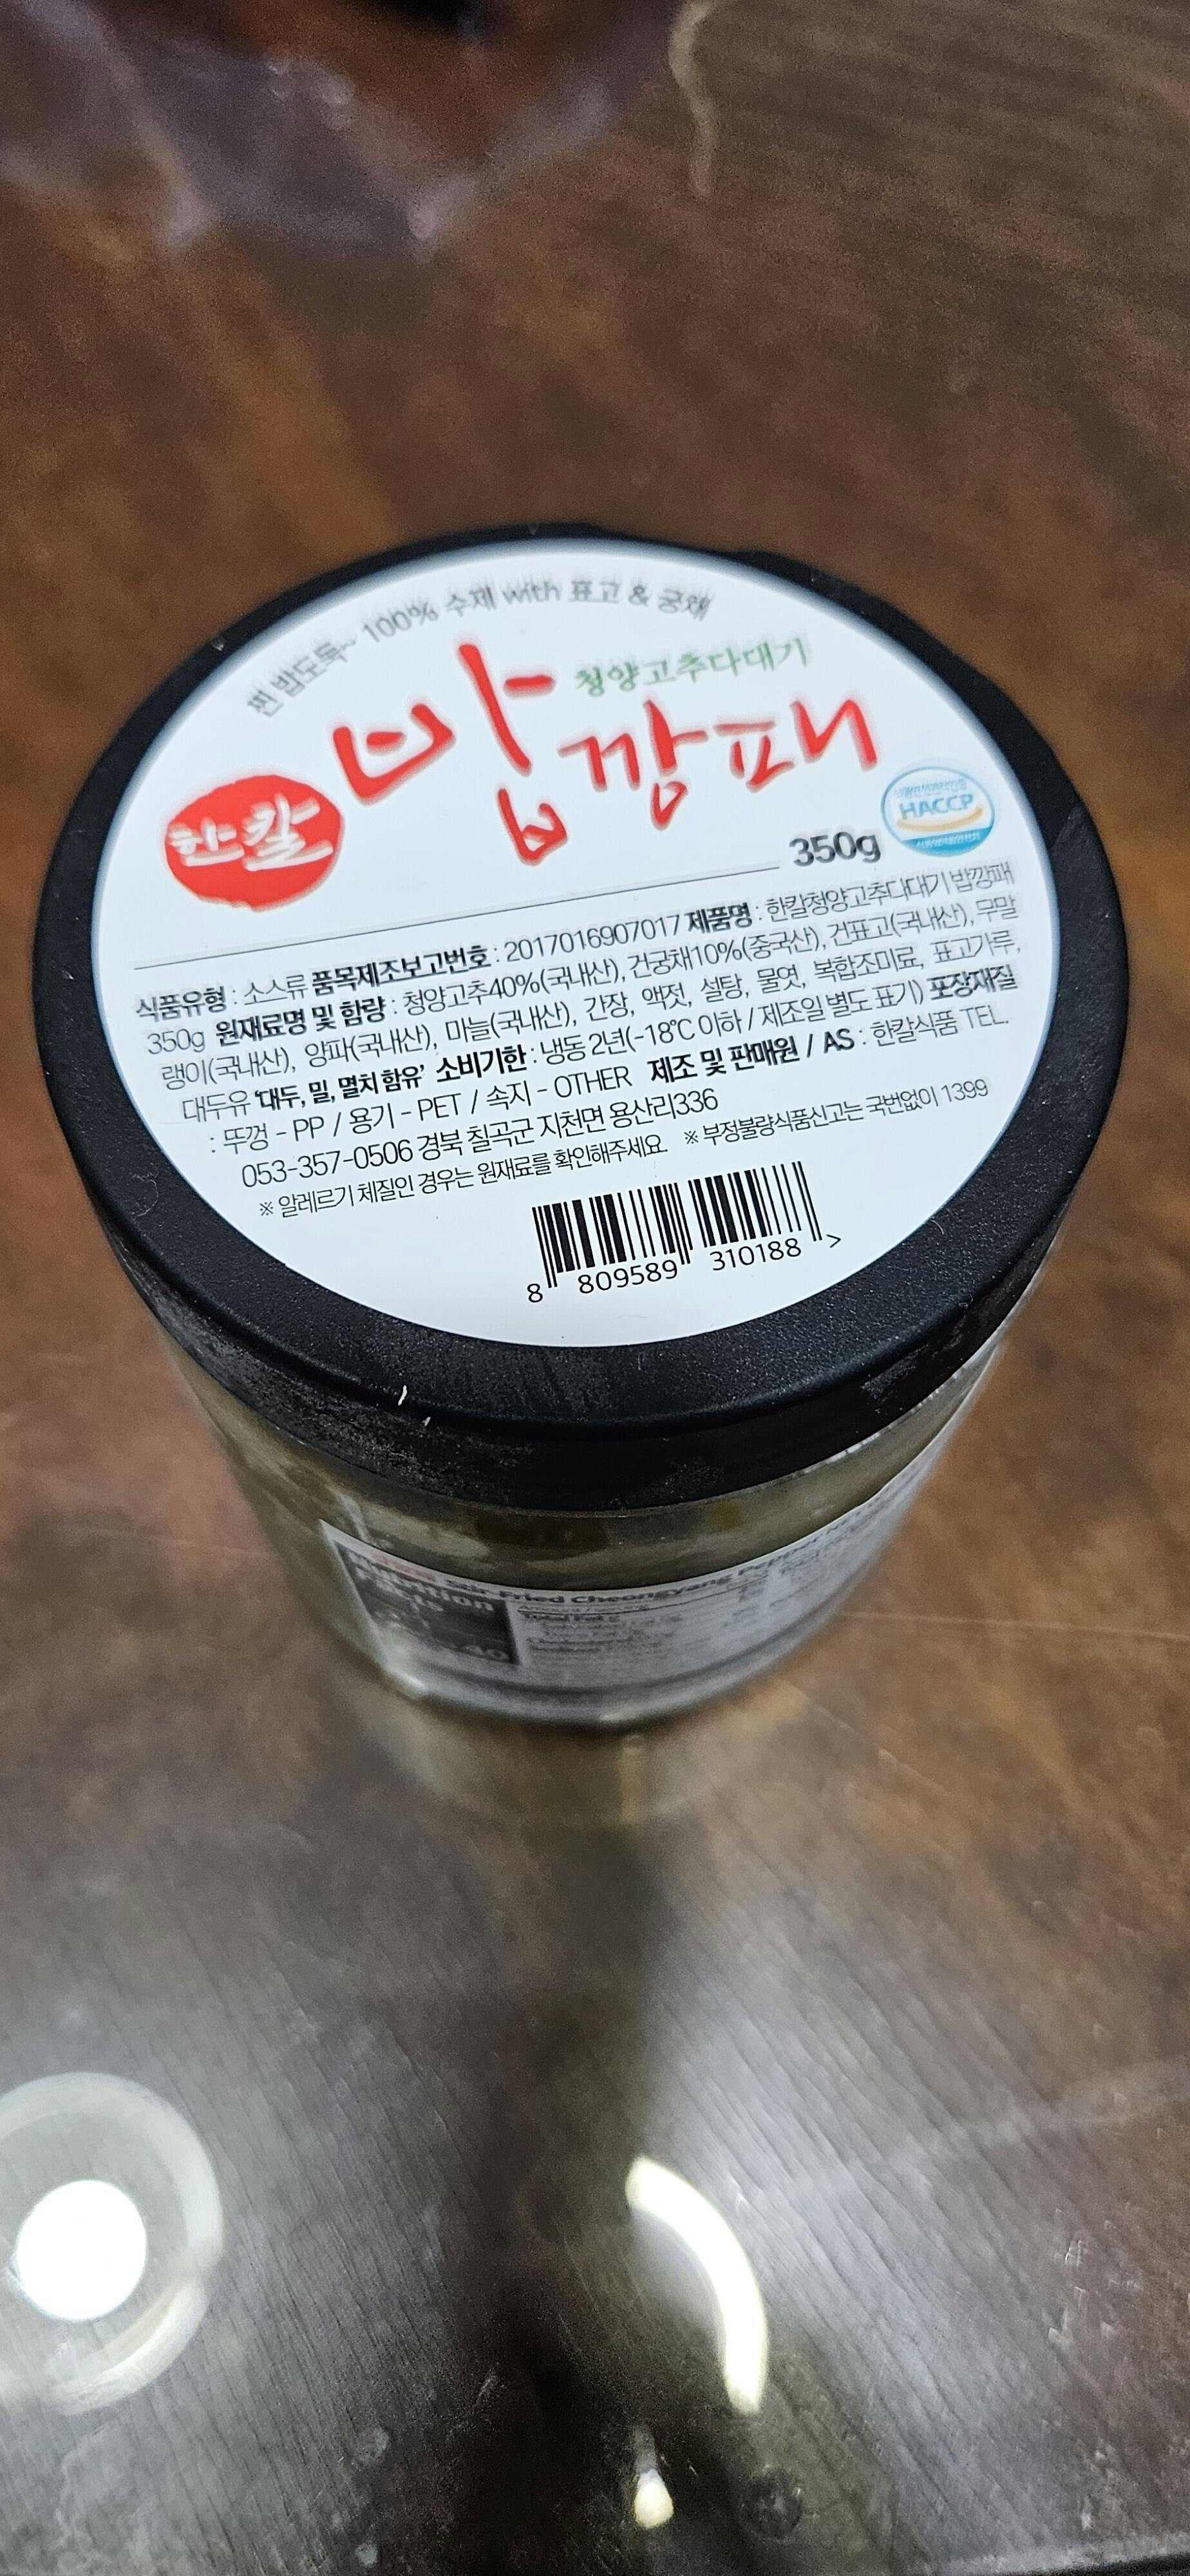 찐 밥도둑~ 100% 수제 with 표고 & 궁채
청양고추다대기
한칼
밥깡패
HACCP
350g
식품유형 : 소스류 품목제조보고번호 : 2017016907017 제품명 : 한칼청양고추다대기 밥깡패
350g 원재료명 및 함량 : 청양고추40%(국내산), 건궁채10%(중국산), 건표고(국내산), 무말
랭이(국내산), 양파(국내산), 마늘(국내산), 간장, 액젓, 설탕, 물엿, 복합조미료, 표고가루,
대두유 '대두, 밀, 멸치 함유' 소비기한 : 냉동 2년(-18℃ 이하 / 제조일 별도 표기) 포장재질
: 뚜껑 - PP / 용기 - PET / 속지 - OTHER 제조 및 판매원 / AS : 한칼식품 TEL.
053-357-0506 경북 칠곡군 지천면 용산리336
※ 알레르기 체질인 경우는 원재료를 확인해주세요. ※ 부정불량식품신고는 국번없이 1399
8 809589 310188 >
Stir-Fried Cheongyang Pepper
Nutrition
Total Fat